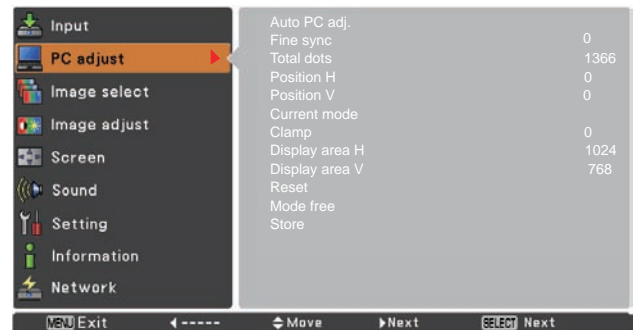 Input
PC adjust
Image select
Image adjust
Screen
Sound
Setting
Information
Network
Auto PC adj.
Fine sync 0
Total dots 1366
Position H 0
Position V 0
Current mode
Clamp 0
Display area H 1024
Display area V 768
Reset
Mode free
Store
MENU Exit ----- Move Next SELECT Next